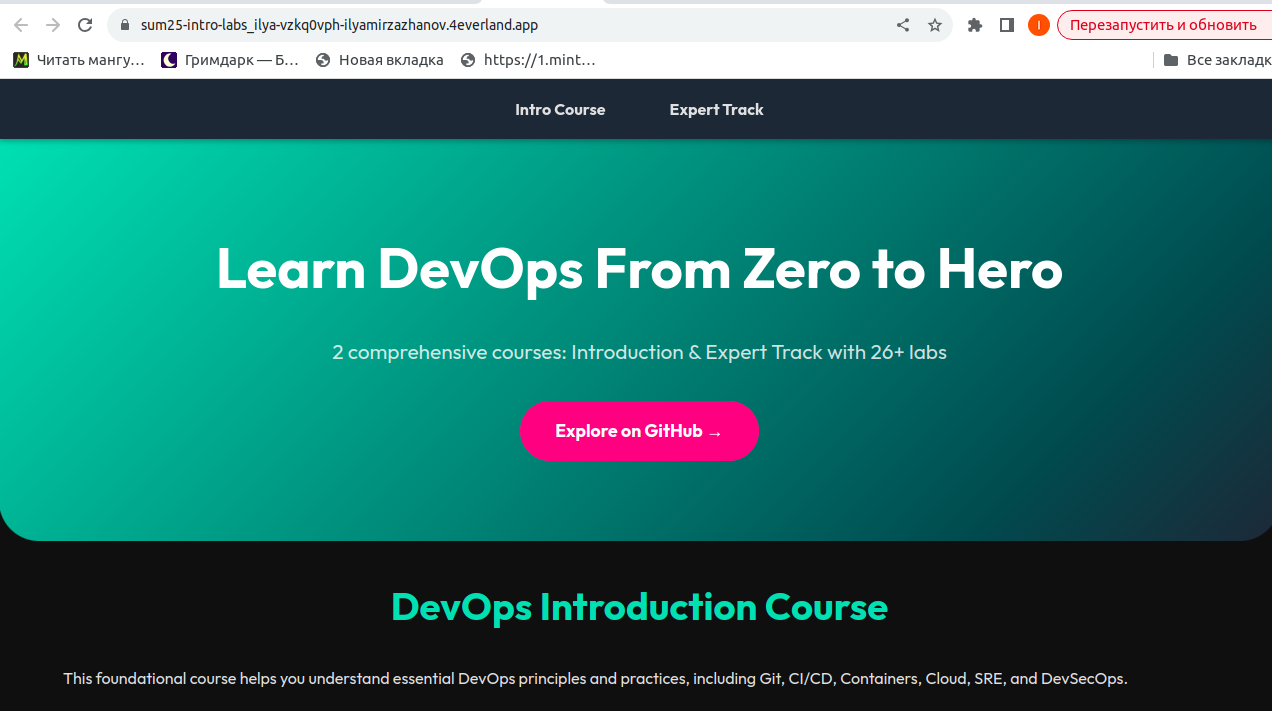 sum25-intro-labs_ilya-vzkq0vph-ilyamirzazhanov.4everland.app
I
Перезапустить и обновить
Читать мангу…
Гримдарк — Б…
Новая вкладка
https://1.mint…
Все закладк
Intro Course
Expert Track
Learn DevOps From Zero to Hero
2 comprehensive courses: Introduction & Expert Track with 26+ labs
Explore on GitHub →
DevOps Introduction Course
This foundational course helps you understand essential DevOps principles and practices, including Git, CI/CD, Containers, Cloud, SRE, and DevSecOps.